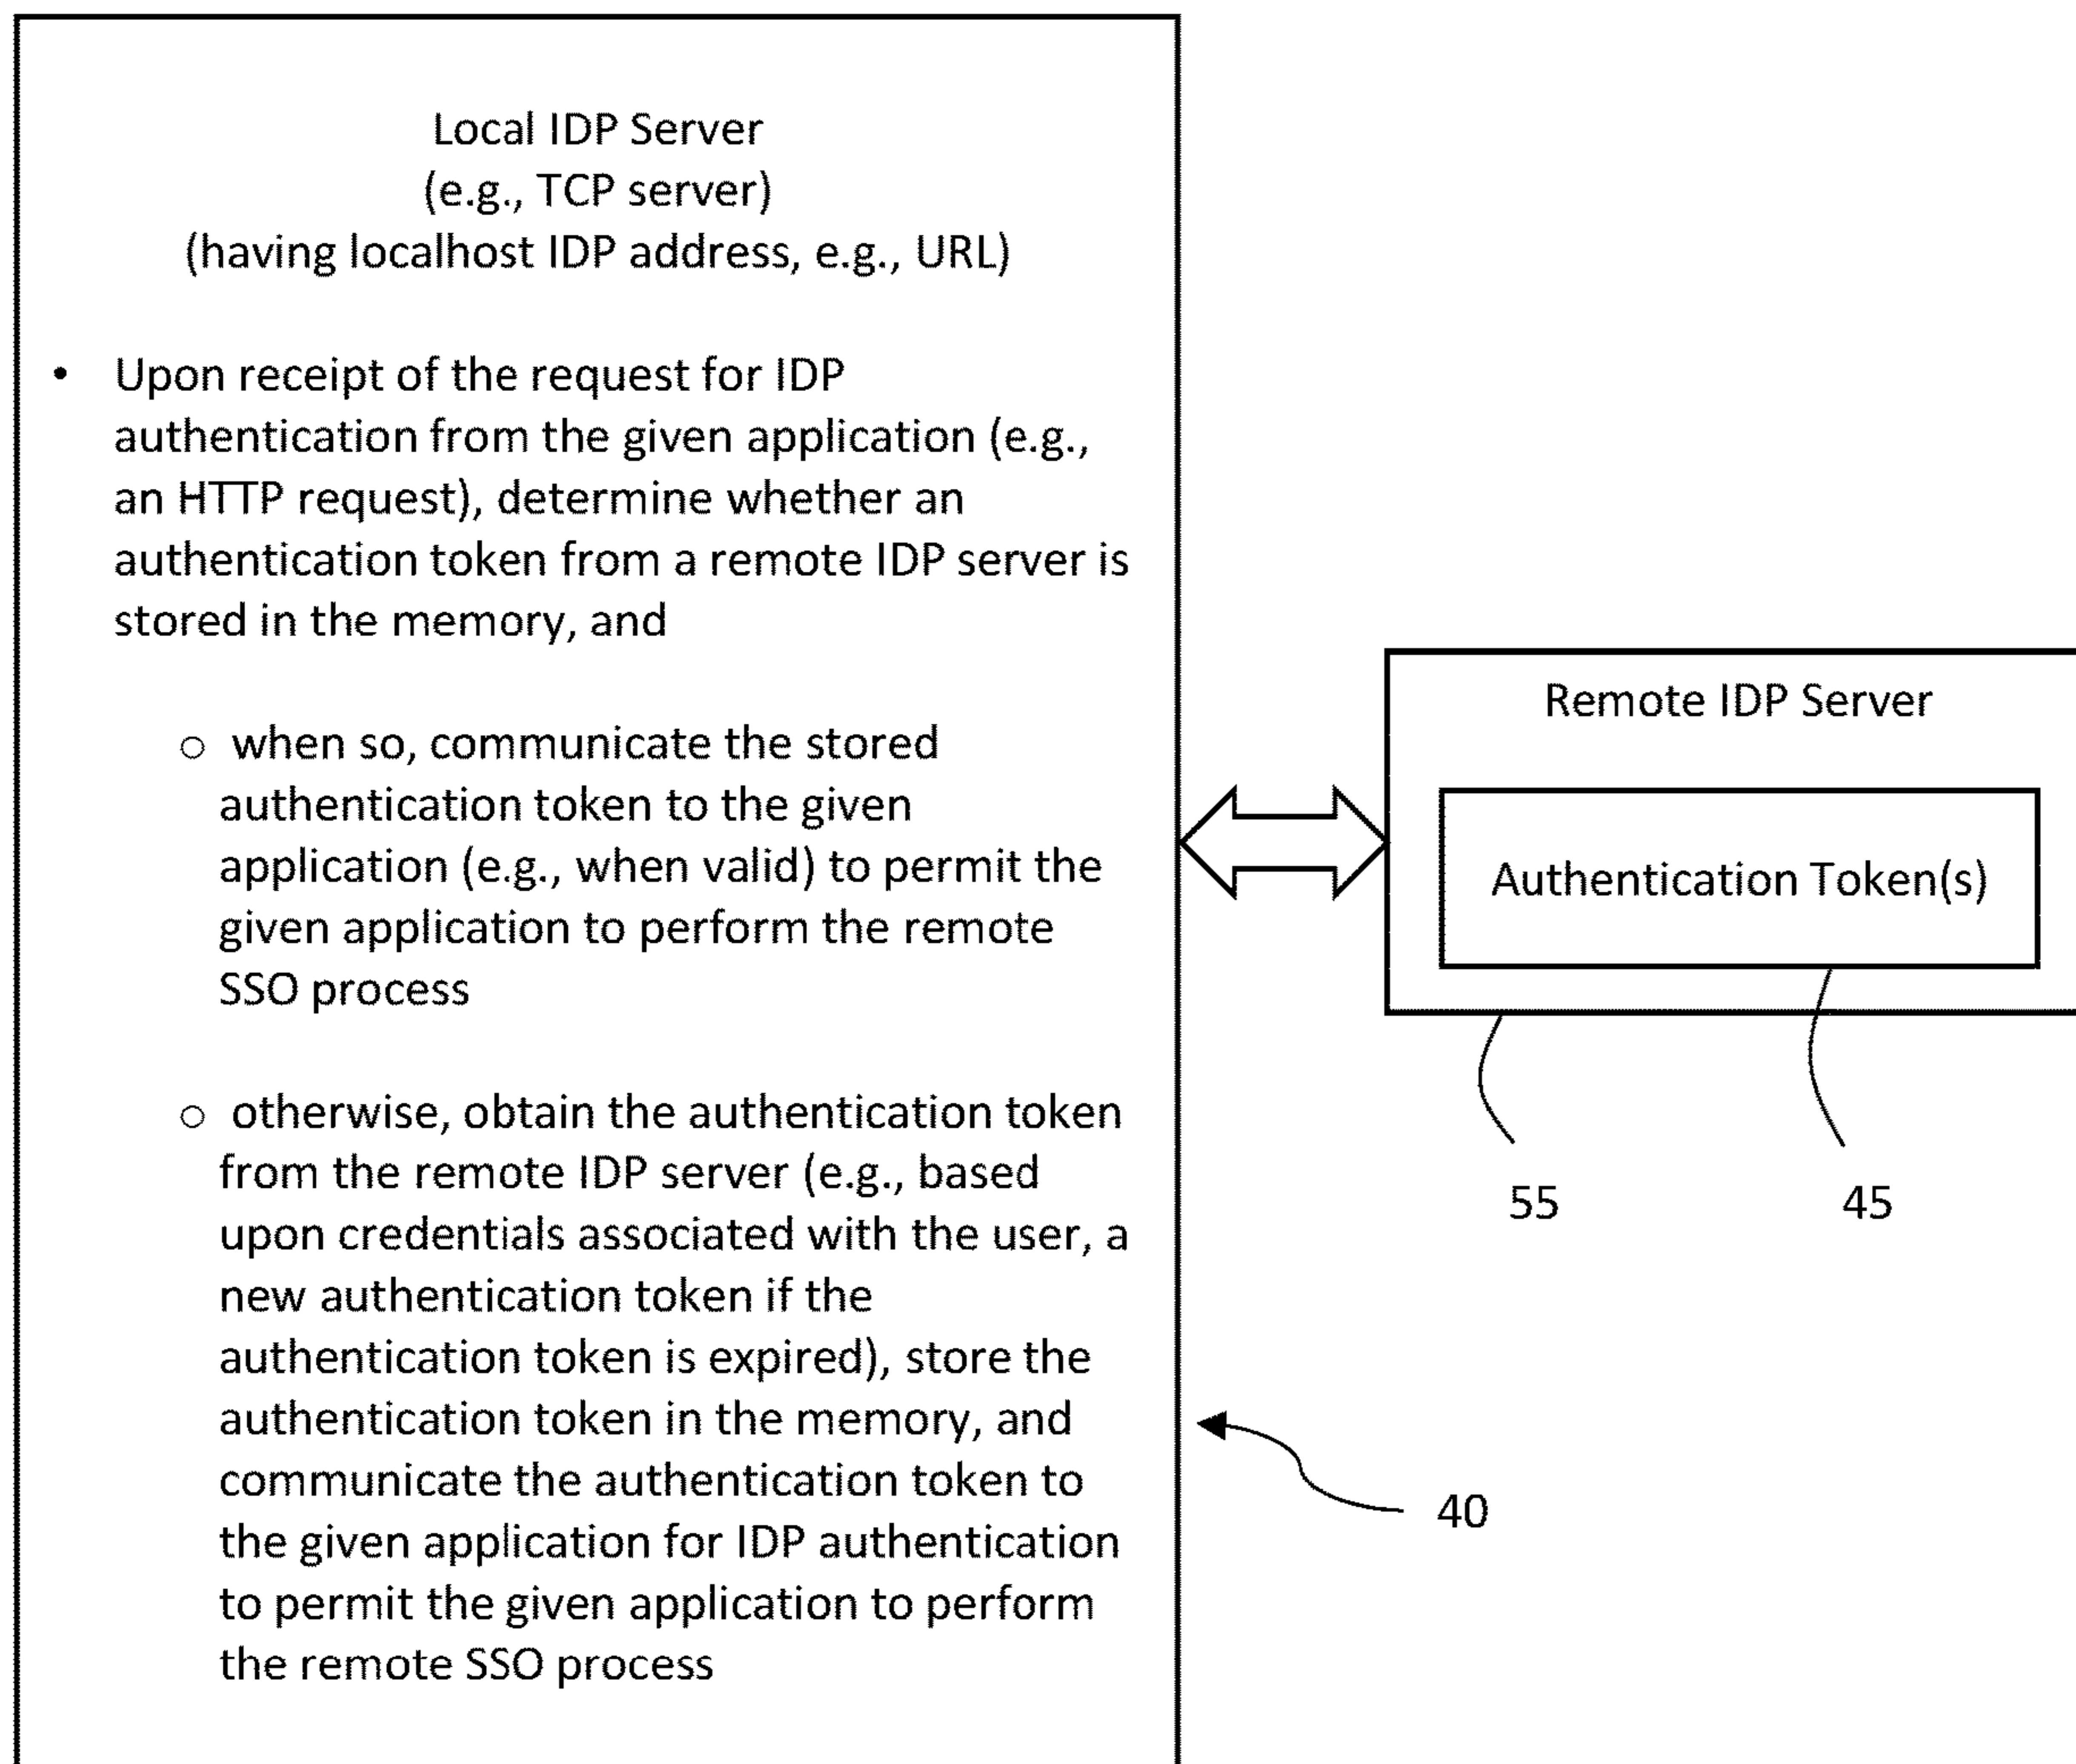 Local IDP Server
(e.g., TCP server)
(having localhost IDP address, e.g., URL)
• Upon receipt of the request for IDP
authentication from the given application (e.g.,
an HTTP request), determine whether an
authentication token from a remote IDP server is
stored in the memory, and
○ when so, communicate the stored
authentication token to the given
application (e.g., when valid) to permit the
given application to perform the remote
SSO process
○ otherwise, obtain the authentication token
from the remote IDP server (e.g., based
upon credentials associated with the user, a
new authentication token if the
authentication token is expired), store the
authentication token in the memory, and
communicate the authentication token to
the given application for IDP authentication
to permit the given application to perform
the remote SSO process
Remote IDP Server
Authentication Token(s)
55
45
40